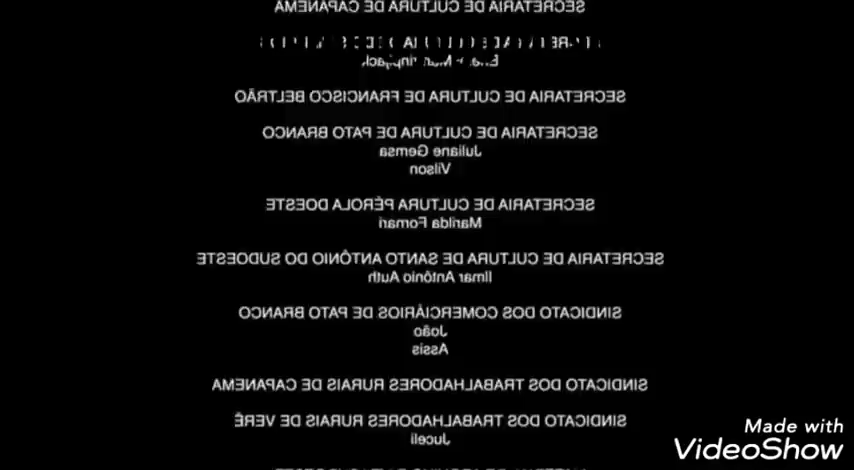 SECRETARIA DE CULTURA DE CAPANEMA
SECRETARIA DE CULTURA DE FRANCISCO BELTRÃO
SECRETARIA DE CULTURA DE PATO BRANCO
Juliane Gemsa
Vilson
SECRETARIA DE CULTURA PÉROLA DOESTE
Marilda Fornari
SECRETARIA DE CULTURA DE SANTO ANTÔNIO DO SUDOESTE
Ilmar Antônio Auth
SINDICATO DOS COMERCIÁRIOS DE PATO BRANCO
João
Assis
SINDICATO DOS TRABALHADORES RURAIS DE CAPANEMA
SINDICATO DOS TRABALHADORES RURAIS DE VERÊ
Juceli
Made with
VideoShow